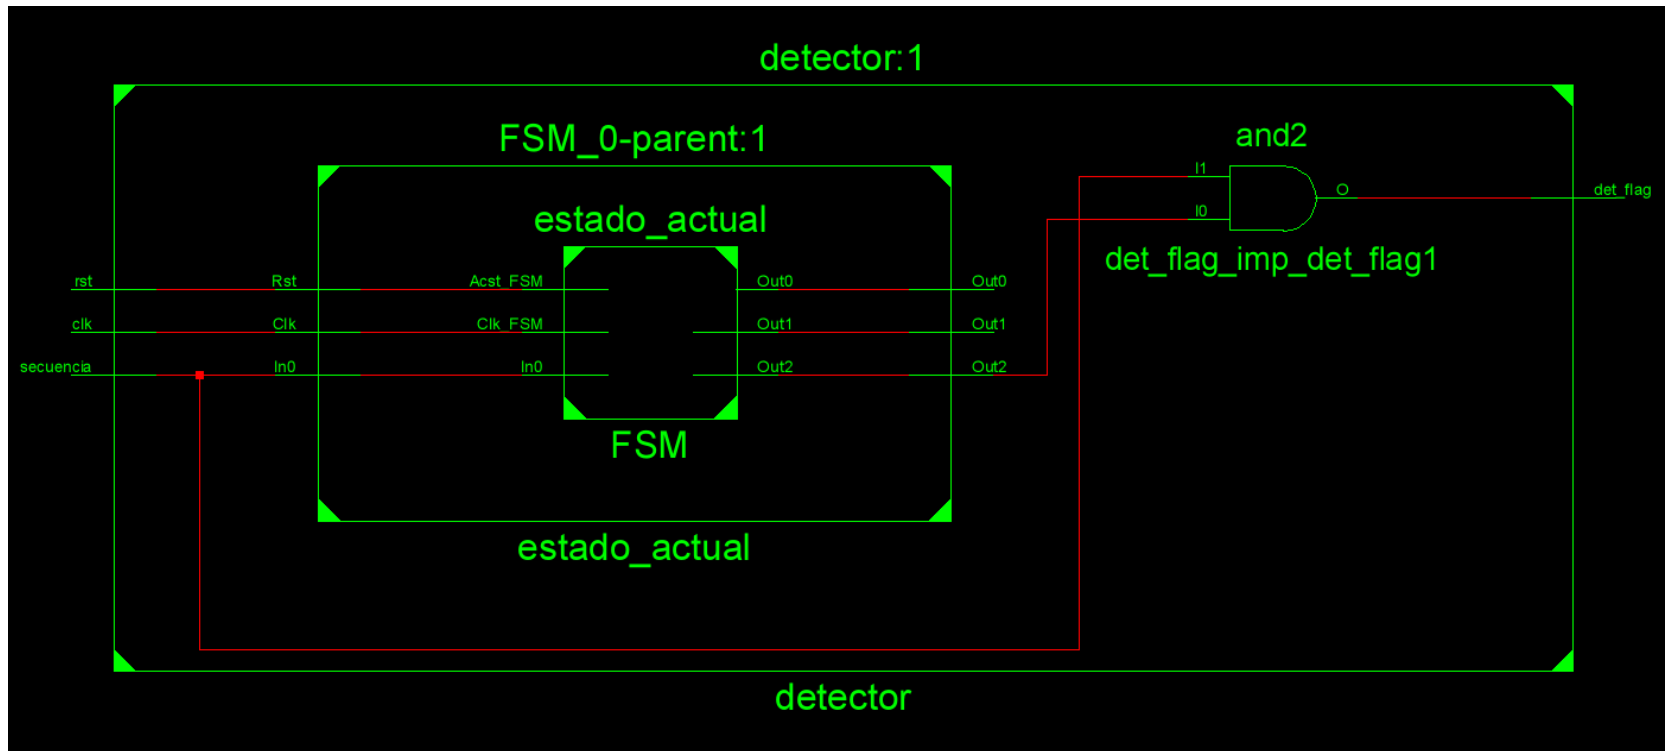 detector:1
FSM_0-parent:1
and2
I1
estado_actual
O
det_flag
I0
det_flag_imp_det_flag1
rst
Rst
Acst_FSM
Out0
Out0
clk
Clk
Clk_FSM
Out1
Out1
secuencia
In0
In0
Out2
Out2
FSM
estado_actual
detector